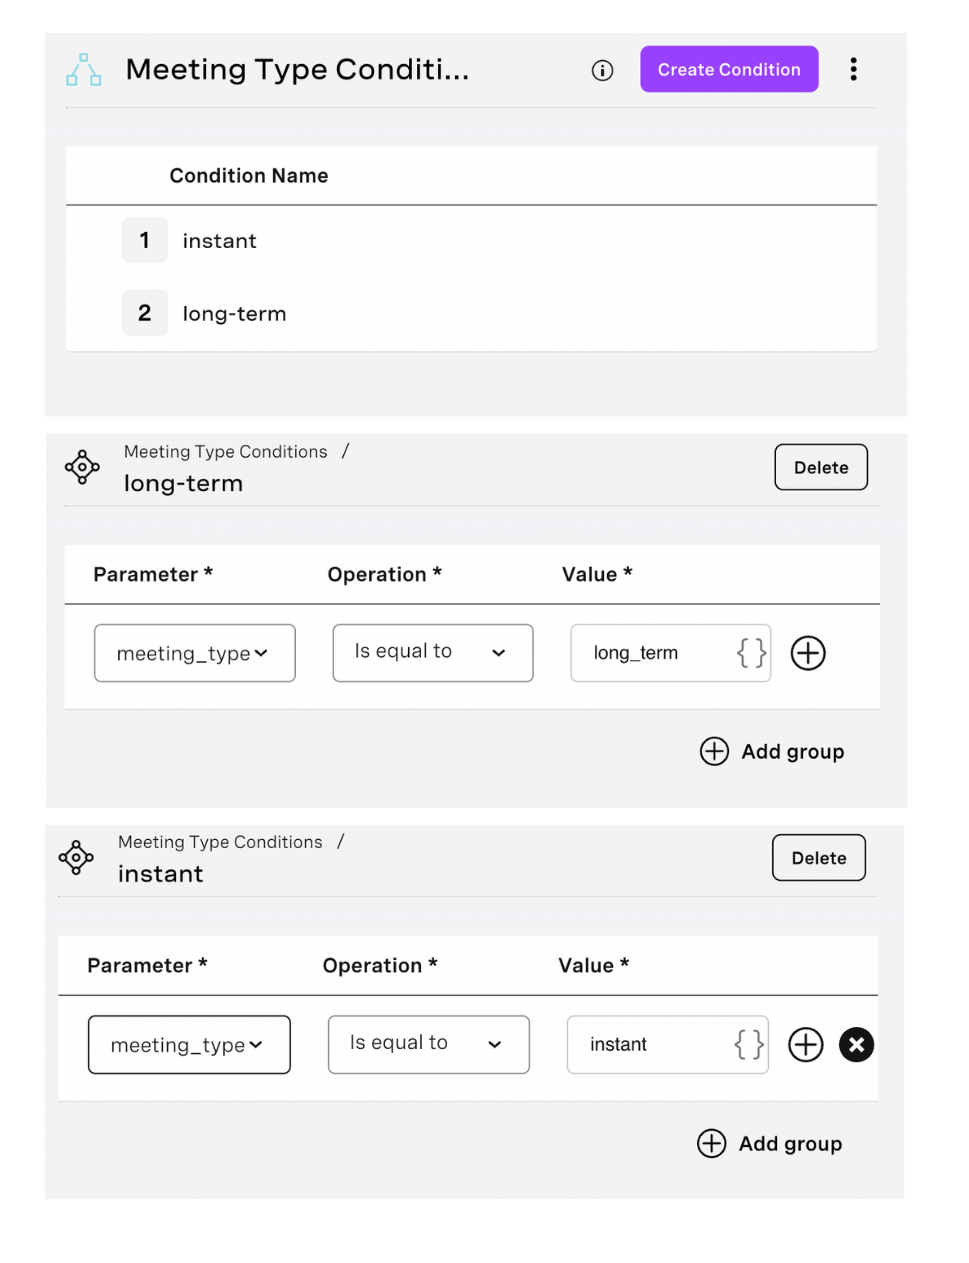 Meeting Type Conditi...
Create Condition
Condition Name
1 instant
2 long-term
Meeting Type Conditions /
long-term
Delete
Parameter * Operation * Value *
meeting_type Is equal to long_term { }
Add group
Meeting Type Conditions /
instant
Delete
Parameter * Operation * Value *
meeting_type Is equal to instant { }
Add group